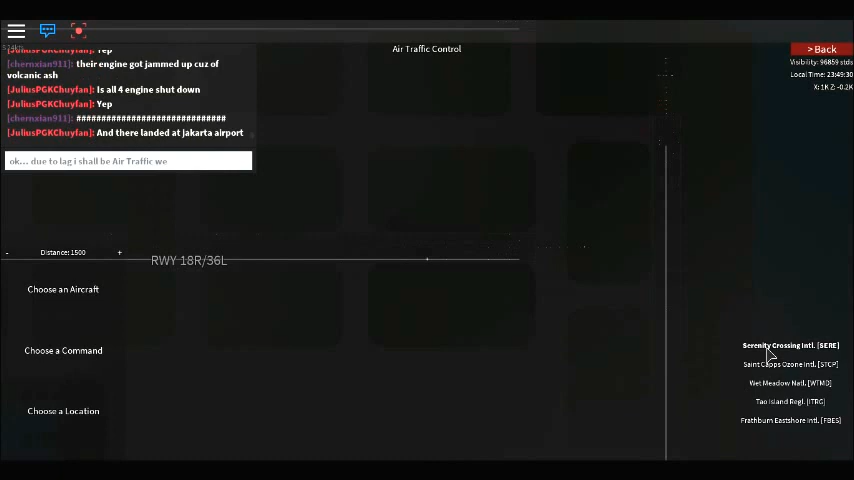 Air Traffic Control
> Back
Visibility: 96859 stds
Local Time: 23:49:30
X: 1K Z: -0.2K
[JuliusPGKChuyfan]: Yep
[chernxian911]: their engine got jammed up cuz of
volcanic ash
[JuliusPGKChuyfan]: Is all 4 engine shut down
[JuliusPGKChuyfan]: Yep
[chernxian911]: ##############################
[JuliusPGKChuyfan]: And there landed at jakarta airport
ok... due to lag i shall be Air Traffic we
- Distance: 1500 +
RWY 18R/36L
Choose an Aircraft
Choose a Command
Choose a Location
Serenity Crossing Intl. [SERE]
Saint Capps Ozone Intl. [STCP]
Wet Meadow Natl. [WTMD]
Tao Island Regl. [ITRG]
Frathburn Eastshore Intl. [FBES]